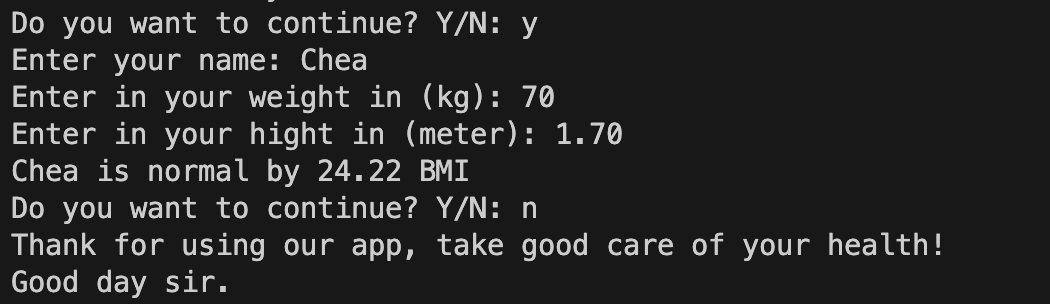 Do you want to continue? Y/N: y
Enter your name: Chea
Enter in your weight in (kg): 70
Enter in your hight in (meter): 1.70
Chea is normal by 24.22 BMI
Do you want to continue? Y/N: n
Thank for using our app, take good care of your health!
Good day sir.